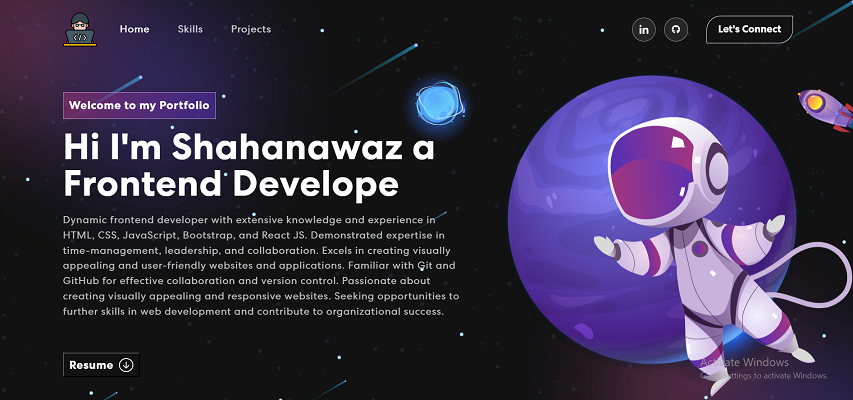 </>
Home Skills Projects
in
Let's Connect
Welcome to my Portfolio
Hi I'm Shahanawaz a
Frontend Develope
Dynamic frontend developer with extensive knowledge and experience in
HTML, CSS, JavaScript, Bootstrap, and React JS. Demonstrated expertise in
time-management, leadership, and collaboration. Excels in creating visually
appealing and user-friendly websites and applications. Familiar with Git and
GitHub for effective collaboration and version control. Passionate about
creating visually appealing and responsive websites. Seeking opportunities to
further skills in web development and contribute to organizational success.
Resume
Activate Windows
Go to Settings to activate Windows.